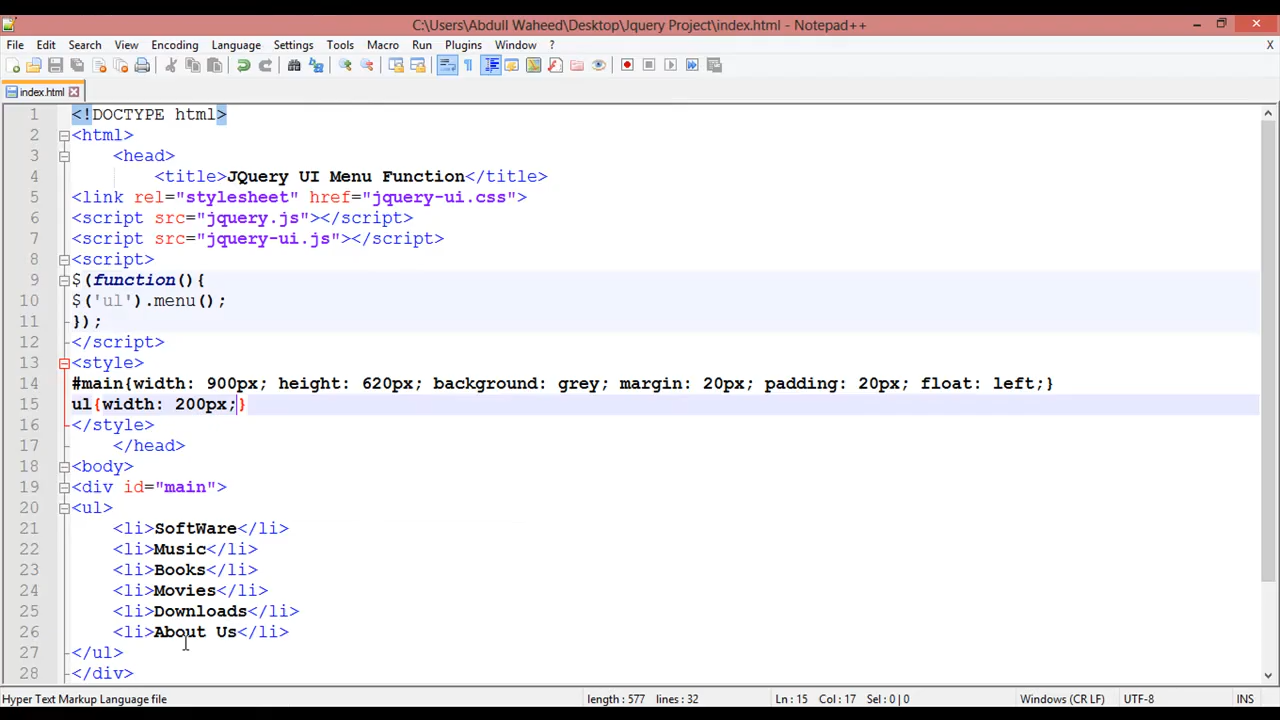 C:\Users\Abdull Waheed\Desktop\Jquery Project\index.html - Notepad++
File Edit Search View Encoding Language Settings Tools Macro Run Plugins Window ? X
index.html
1 <!DOCTYPE html>
2 <html>
3 <head>
4 <title>JQuery UI Menu Function</title>
5 <link rel="stylesheet" href="jquery-ui.css">
6 <script src="jquery.js"></script>
7 <script src="jquery-ui.js"></script>
8 <script>
9 $(function(){
10 $('ul').menu();
11 });
12 </script>
13 <style>
14 #main{width: 900px; height: 620px; background: grey; margin: 20px; padding: 20px; float: left;}
15 ul{width: 200px;}
16 </style>
17 </head>
18 <body>
19 <div id="main">
20 <ul>
21 <li>SoftWare</li>
22 <li>Music</li>
23 <li>Books</li>
24 <li>Movies</li>
25 <li>Downloads</li>
26 <li>About Us</li>
27 </ul>
28 </div>
Hyper Text Markup Language file length : 577 lines : 32 Ln : 15 Col : 17 Sel : 0 | 0 Windows (CR LF) UTF-8 INS